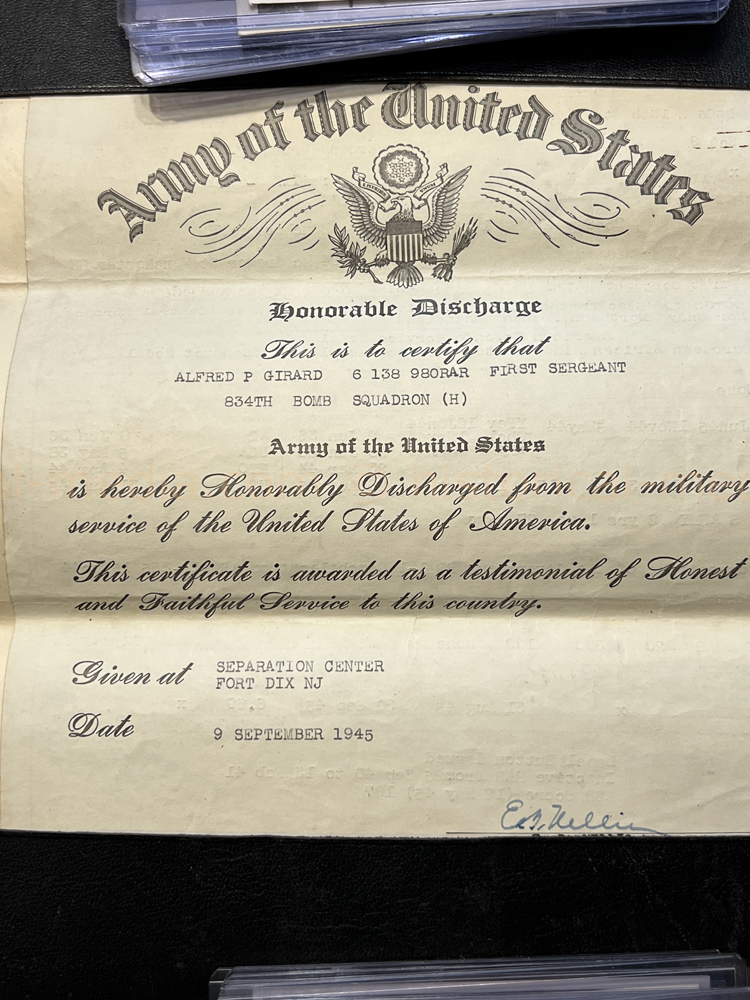 Army of the United States
Honorable Discharge
This is to certify that
ALFRED P GIRARD 6 138 980RAR FIRST SERGEANT
834TH BOMB SQUADRON (H)
Army of the United States
is hereby Honorably Discharged from the military
service of the United States of America.
This certificate is awarded as a testimonial of Honest
and Faithful Service to this country.
Given at SEPARATION CENTER
FORT DIX NJ
Date 9 SEPTEMBER 1945